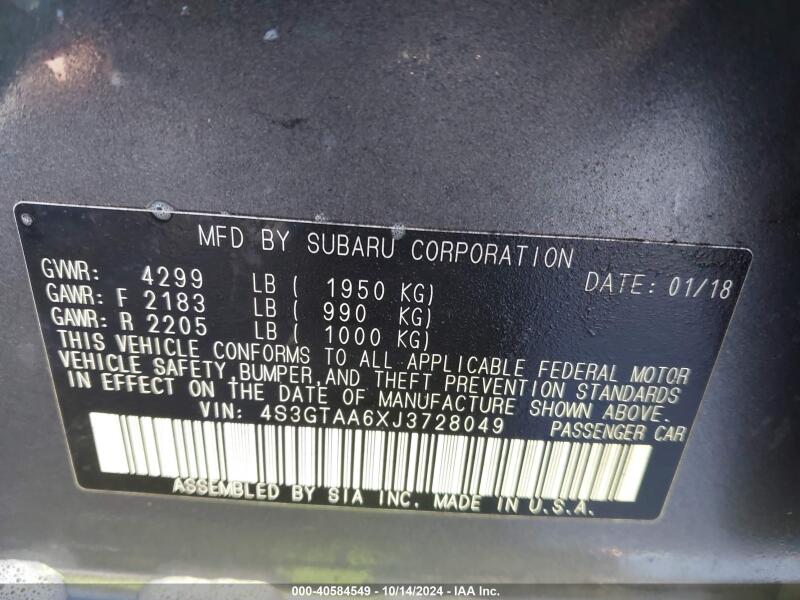 MFD BY SUBARU CORPORATION
GVWR: 4299 LB ( 1950 KG) DATE: 01/18
GAWR: F 2183 LB ( 990 KG)
GAWR: R 2205 LB ( 1000 KG)
THIS VEHICLE CONFORMS TO ALL APPLICABLE FEDERAL MOTOR
VEHICLE SAFETY, BUMPER, AND THEFT PREVENTION STANDARDS
IN EFFECT ON THE DATE OF MANUFACTURE SHOWN ABOVE.
VIN: 4S3GTAA6XJ3728049 PASSENGER CAR
ASSEMBLED BY SIA INC. MADE IN U.S.A.
000-40584549 - 10/14/2024 - IAA Inc.